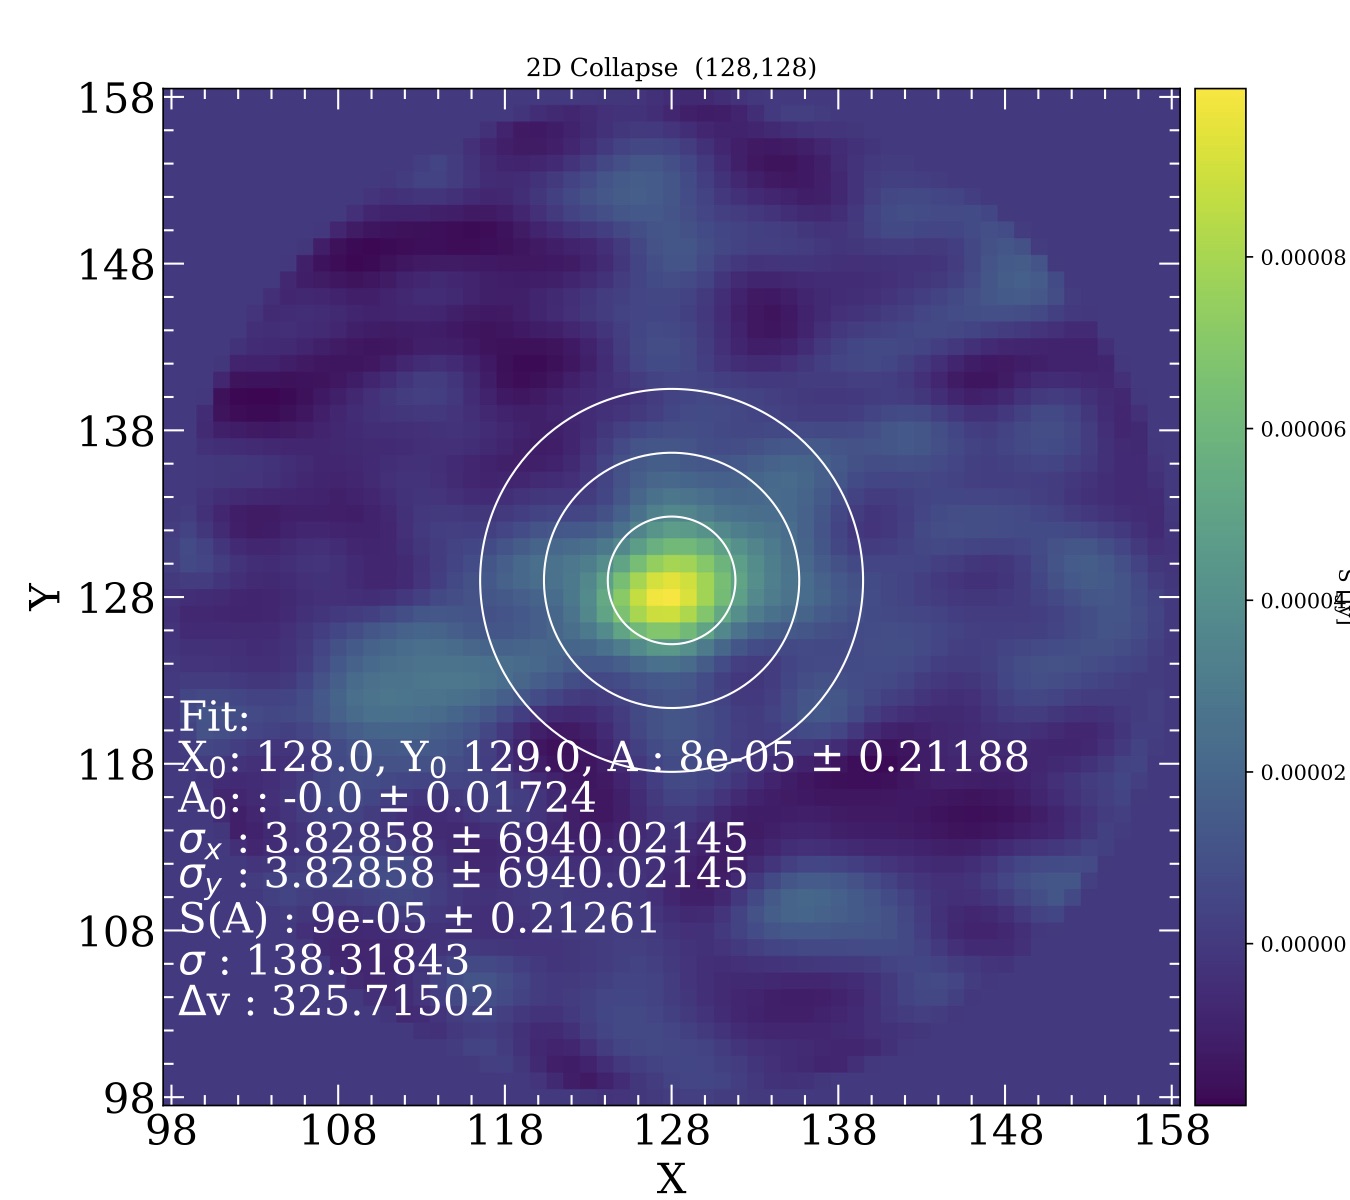 2D Collapse (128,128)
158
148
138
128
118
108
98
Y
Fit:
X₀: 128.0, Y₀ 129.0, A : 8e-05 ± 0.21188
A₀: : -0.0 ± 0.01724
σₓ : 3.82858 ± 6940.02145
σy : 3.82858 ± 6940.02145
S(A) : 9e-05 ± 0.21261
σ : 138.31843
Δv : 325.71502
98 108 118 128 138 148 158
X
0.00008
0.00006
0.00004
0.00002
0.00000